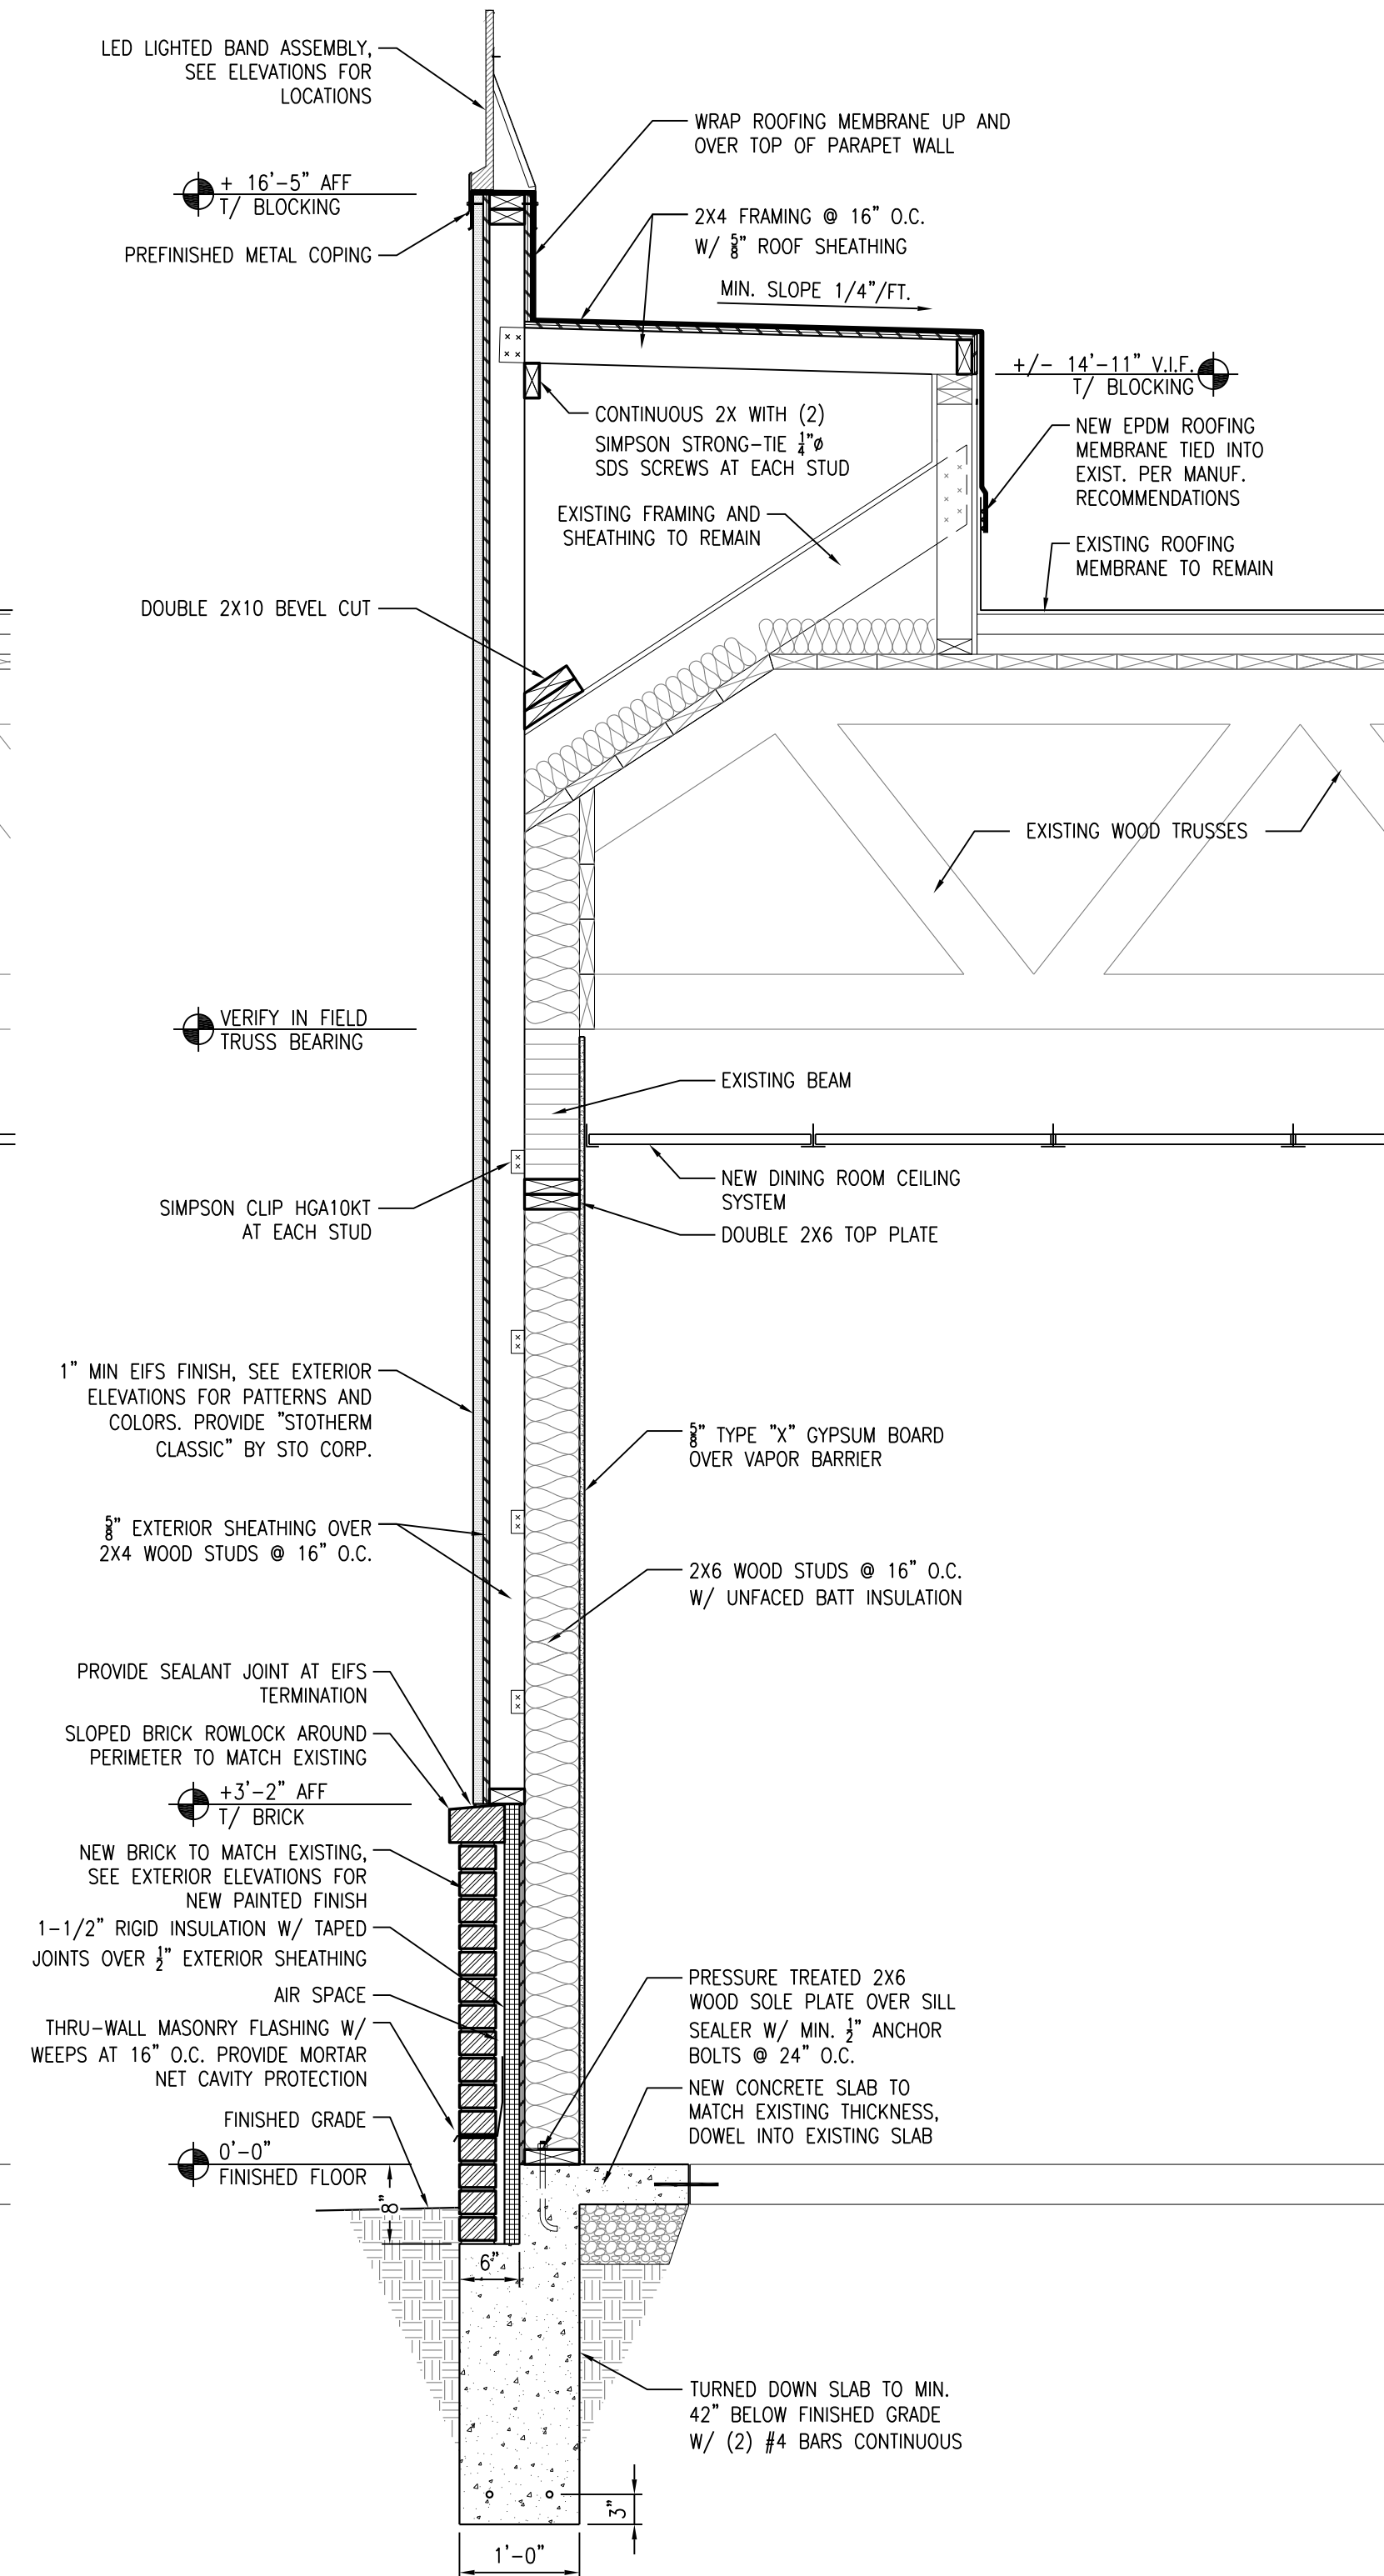 LED LIGHTED BAND ASSEMBLY,
SEE ELEVATIONS FOR
LOCATIONS
WRAP ROOFING MEMBRANE UP AND
OVER TOP OF PARAPET WALL
+ 16'-5" AFF
T/ BLOCKING
2X4 FRAMING @ 16" O.C.
W/ 5/8" ROOF SHEATHING
PREFINISHED METAL COPING
MIN. SLOPE 1/4"/FT.
+/- 14'-11" V.I.F.
T/ BLOCKING
CONTINUOUS 2X WITH (2)
SIMPSON STRONG-TIE 1/4"ø
SDS SCREWS AT EACH STUD
NEW EPDM ROOFING
MEMBRANE TIED INTO
EXIST. PER MANUF.
RECOMMENDATIONS
EXISTING FRAMING AND
SHEATHING TO REMAIN
EXISTING ROOFING
MEMBRANE TO REMAIN
DOUBLE 2X10 BEVEL CUT
EXISTING WOOD TRUSSES
VERIFY IN FIELD
TRUSS BEARING
EXISTING BEAM
NEW DINING ROOM CEILING
SYSTEM
SIMPSON CLIP HGA10KT
AT EACH STUD
DOUBLE 2X6 TOP PLATE
1" MIN EIFS FINISH, SEE EXTERIOR
ELEVATIONS FOR PATTERNS AND
COLORS. PROVIDE "STOTHERM
CLASSIC" BY STO CORP.
5/8" TYPE "X" GYPSUM BOARD
OVER VAPOR BARRIER
5/8" EXTERIOR SHEATHING OVER
2X4 WOOD STUDS @ 16" O.C.
2X6 WOOD STUDS @ 16" O.C.
W/ UNFACED BATT INSULATION
PROVIDE SEALANT JOINT AT EIFS
TERMINATION
SLOPED BRICK ROWLOCK AROUND
PERIMETER TO MATCH EXISTING
+3'-2" AFF
T/ BRICK
NEW BRICK TO MATCH EXISTING,
SEE EXTERIOR ELEVATIONS FOR
NEW PAINTED FINISH
1-1/2" RIGID INSULATION W/ TAPED
JOINTS OVER 1/2" EXTERIOR SHEATHING
AIR SPACE
THRU-WALL MASONRY FLASHING W/
WEEPS AT 16" O.C. PROVIDE MORTAR
NET CAVITY PROTECTION
PRESSURE TREATED 2X6
WOOD SOLE PLATE OVER SILL
SEALER W/ MIN. 1/2" ANCHOR
BOLTS @ 24" O.C.
NEW CONCRETE SLAB TO
MATCH EXISTING THICKNESS,
DOWEL INTO EXISTING SLAB
FINISHED GRADE
0'-0"
FINISHED FLOOR
8"
6"
TURNED DOWN SLAB TO MIN.
42" BELOW FINISHED GRADE
W/ (2) #4 BARS CONTINUOUS
3"
1'-0"